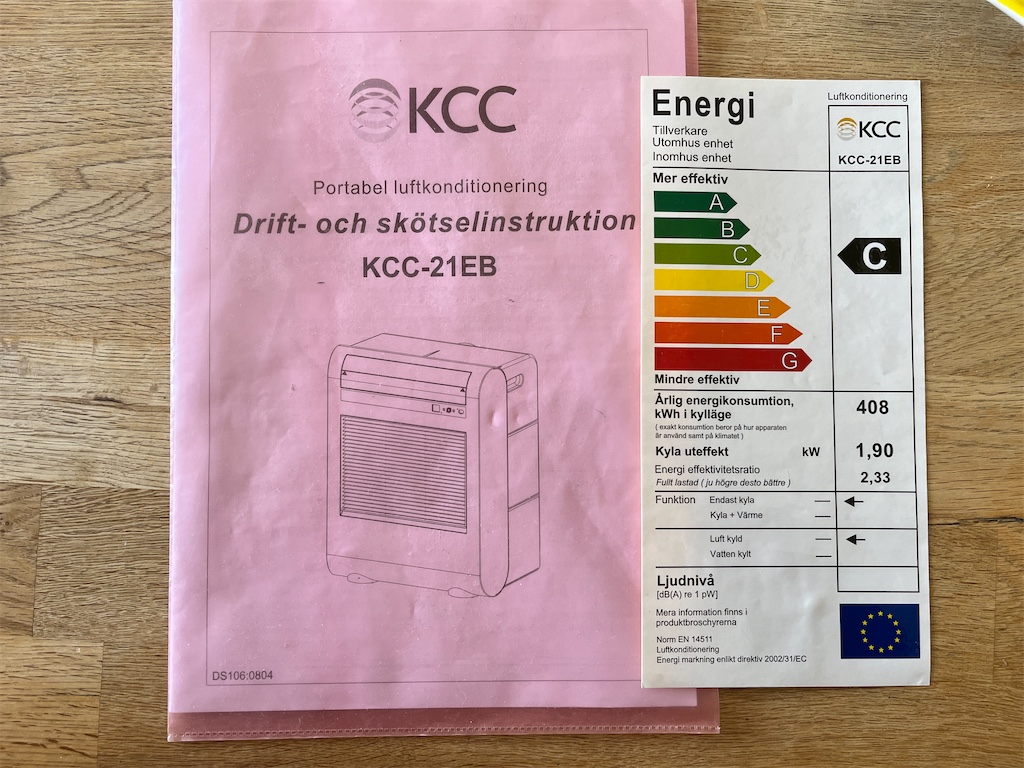 KCC
Portabel luftkonditionering
Drift- och skötselinstruktion
KCC-21EB
DS106:0804
Energi
Luftkonditionering
Tillverkare
Utomhus enhet
Inomhus enhet
KCC
KCC-21EB
Mer effektiv
A
B
C
D
E
F
G
C
Mindre effektiv
Årlig energikonsumtion,
kWh i kylläge
408
( exakt konsumtion beror på hur apparaten
är använd samt på klimatet )
Kyla uteffekt kW 1,90
Energi effektivitetsratio
Fullt lastad ( ju högre desto bättre )
2,33
Funktion Endast kyla —
Kyla + Värme —
Luft kyld —
Vatten kylt —
Ljudnivå
[dB(A) re 1 pW]
Mera information finns i
produktbroschyrerna
Norm EN 14511
Luftkonditionering
Energi markning enlikt direktiv 2002/31/EC